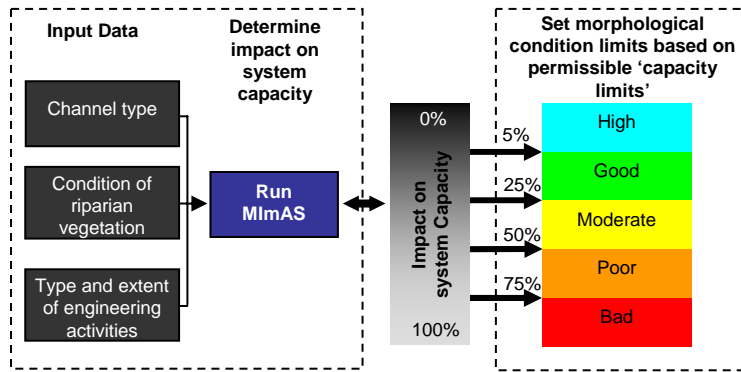 Input Data
Determine
impact on
system
capacity
Channel type
Condition of
riparian
vegetation
Type and extent
of engineering
activities
Run
MImAS
0%
Impact on
system Capacity
100%
5%
25%
50%
75%
Set morphological
condition limits based on
permissible ‘capacity
limits’
High
Good
Moderate
Poor
Bad